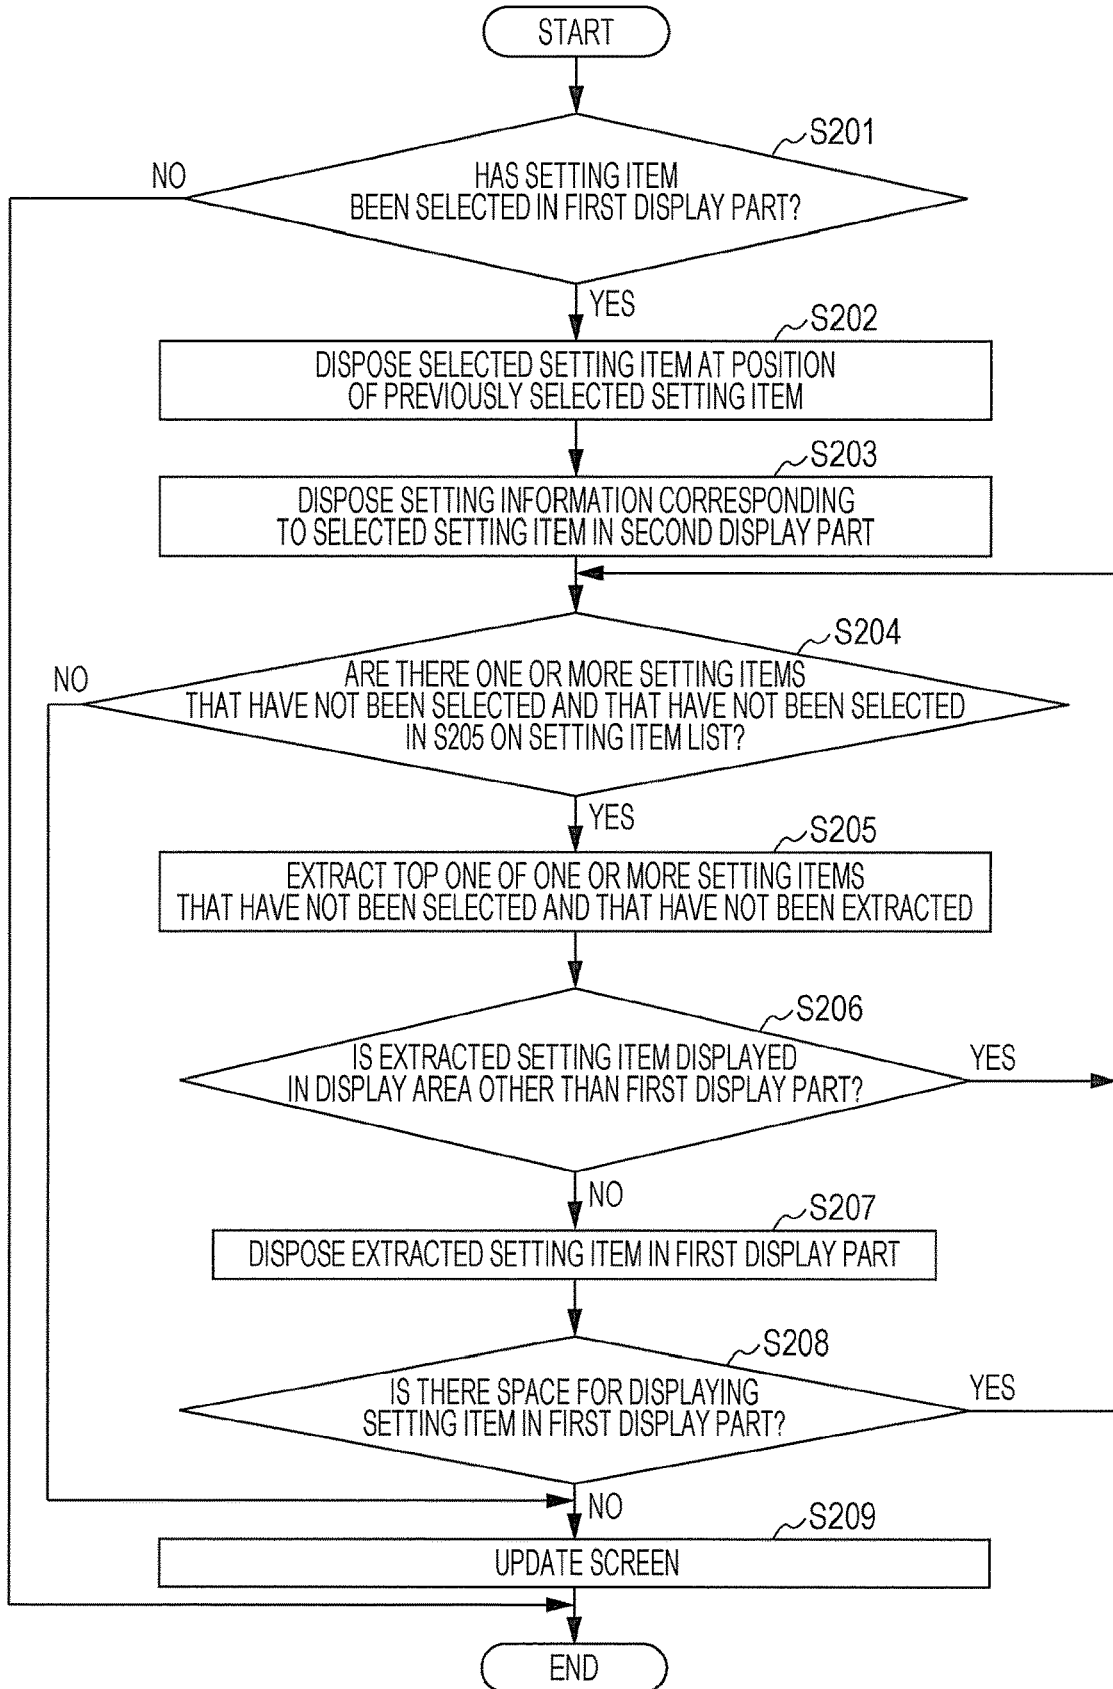 START
S201
NO
HAS SETTING ITEM
BEEN SELECTED IN FIRST DISPLAY PART?
YES
S202
DISPOSE SELECTED SETTING ITEM AT POSITION
OF PREVIOUSLY SELECTED SETTING ITEM
S203
DISPOSE SETTING INFORMATION CORRESPONDING
TO SELECTED SETTING ITEM IN SECOND DISPLAY PART
S204
NO
ARE THERE ONE OR MORE SETTING ITEMS
THAT HAVE NOT BEEN SELECTED AND THAT HAVE NOT BEEN SELECTED
IN S205 ON SETTING ITEM LIST?
YES
S205
EXTRACT TOP ONE OF ONE OR MORE SETTING ITEMS
THAT HAVE NOT BEEN SELECTED AND THAT HAVE NOT BEEN EXTRACTED
S206
IS EXTRACTED SETTING ITEM DISPLAYED
IN DISPLAY AREA OTHER THAN FIRST DISPLAY PART?
YES
NO
S207
DISPOSE EXTRACTED SETTING ITEM IN FIRST DISPLAY PART
S208
IS THERE SPACE FOR DISPLAYING
SETTING ITEM IN FIRST DISPLAY PART?
YES
NO
S209
UPDATE SCREEN
END